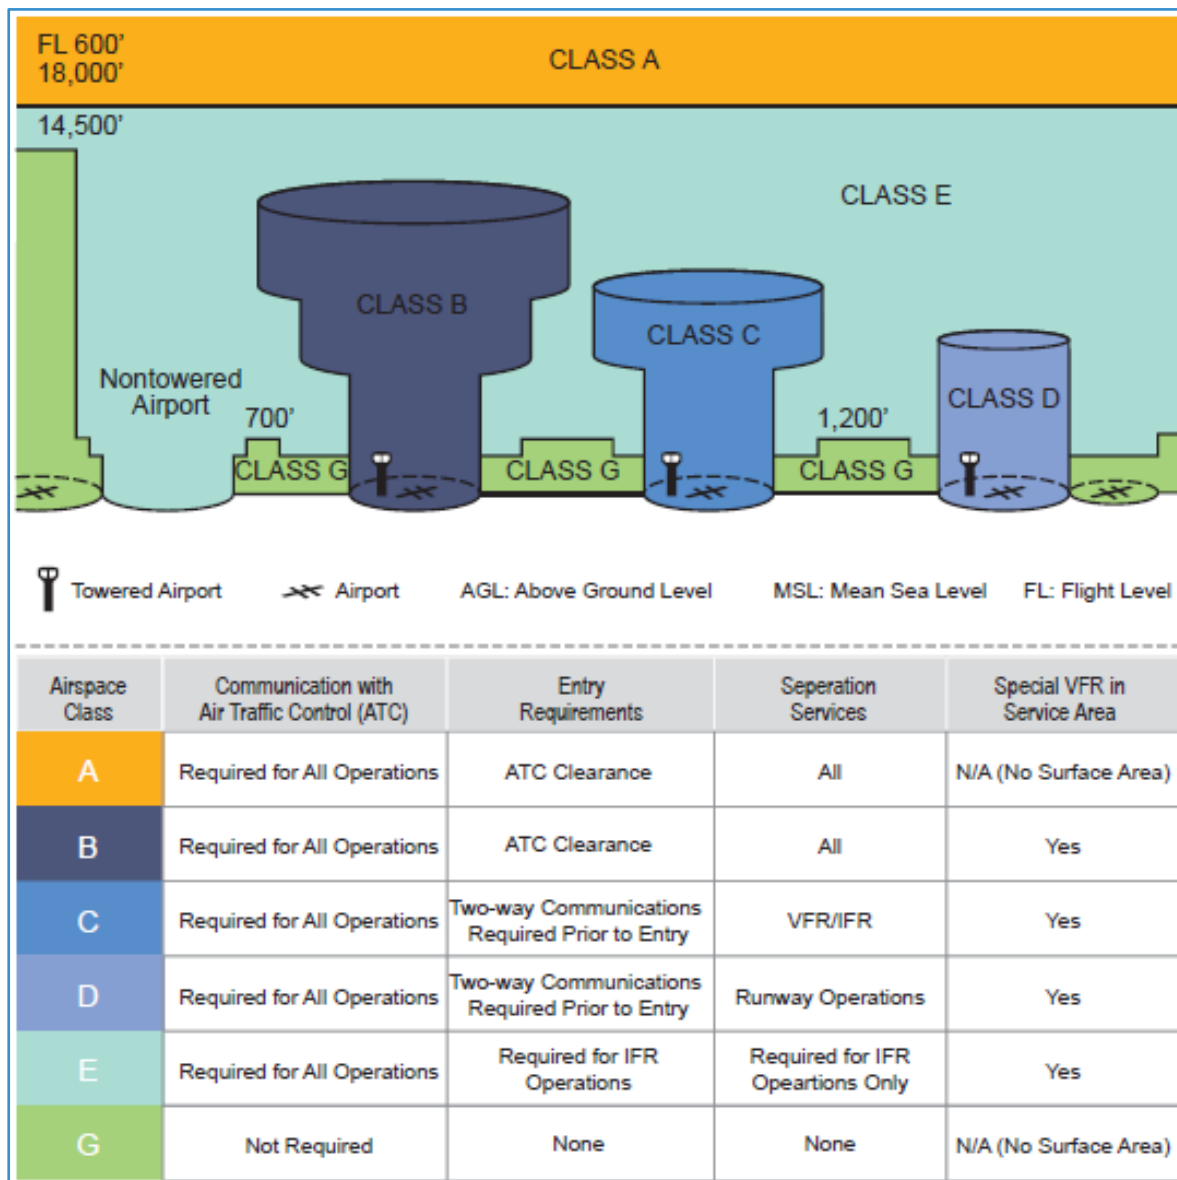 FL 600’
18,000’
CLASS A
14,500’
CLASS E
CLASS B
CLASS C
Nontowered
Airport
CLASS D
700’
1,200’
CLASS G
CLASS G
CLASS G
Towered Airport
Airport
AGL: Above Ground Level
MSL: Mean Sea Level
FL: Flight Level
Airspace
Class
Communication with
Air Traffic Control (ATC)
Entry
Requirements
Seperation
Services
Special VFR in
Service Area
A
Required for All Operations
ATC Clearance
All
N/A (No Surface Area)
B
Required for All Operations
ATC Clearance
All
Yes
C
Required for All Operations
Two-way Communications
Required Prior to Entry
VFR/IFR
Yes
D
Required for All Operations
Two-way Communications
Required Prior to Entry
Runway Operations
Yes
E
Required for All Operations
Required for IFR
Operations
Required for IFR
Opeartions Only
Yes
G
Not Required
None
None
N/A (No Surface Area)